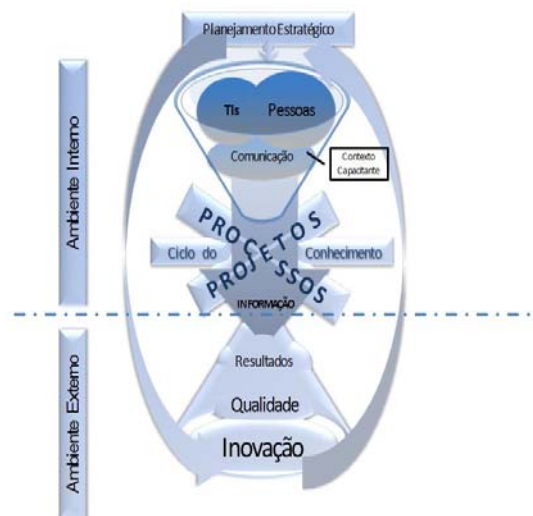 Planejamento Estratégico
Ambiente Interno
TIs
Pessoas
Comunicação
Contexto
Capacitante
PROCESSOS
PROJETOS
Ciclo do
Conhecimento
INFORMAÇÃO
Ambiente Externo
Resultados
Qualidade
Inovação